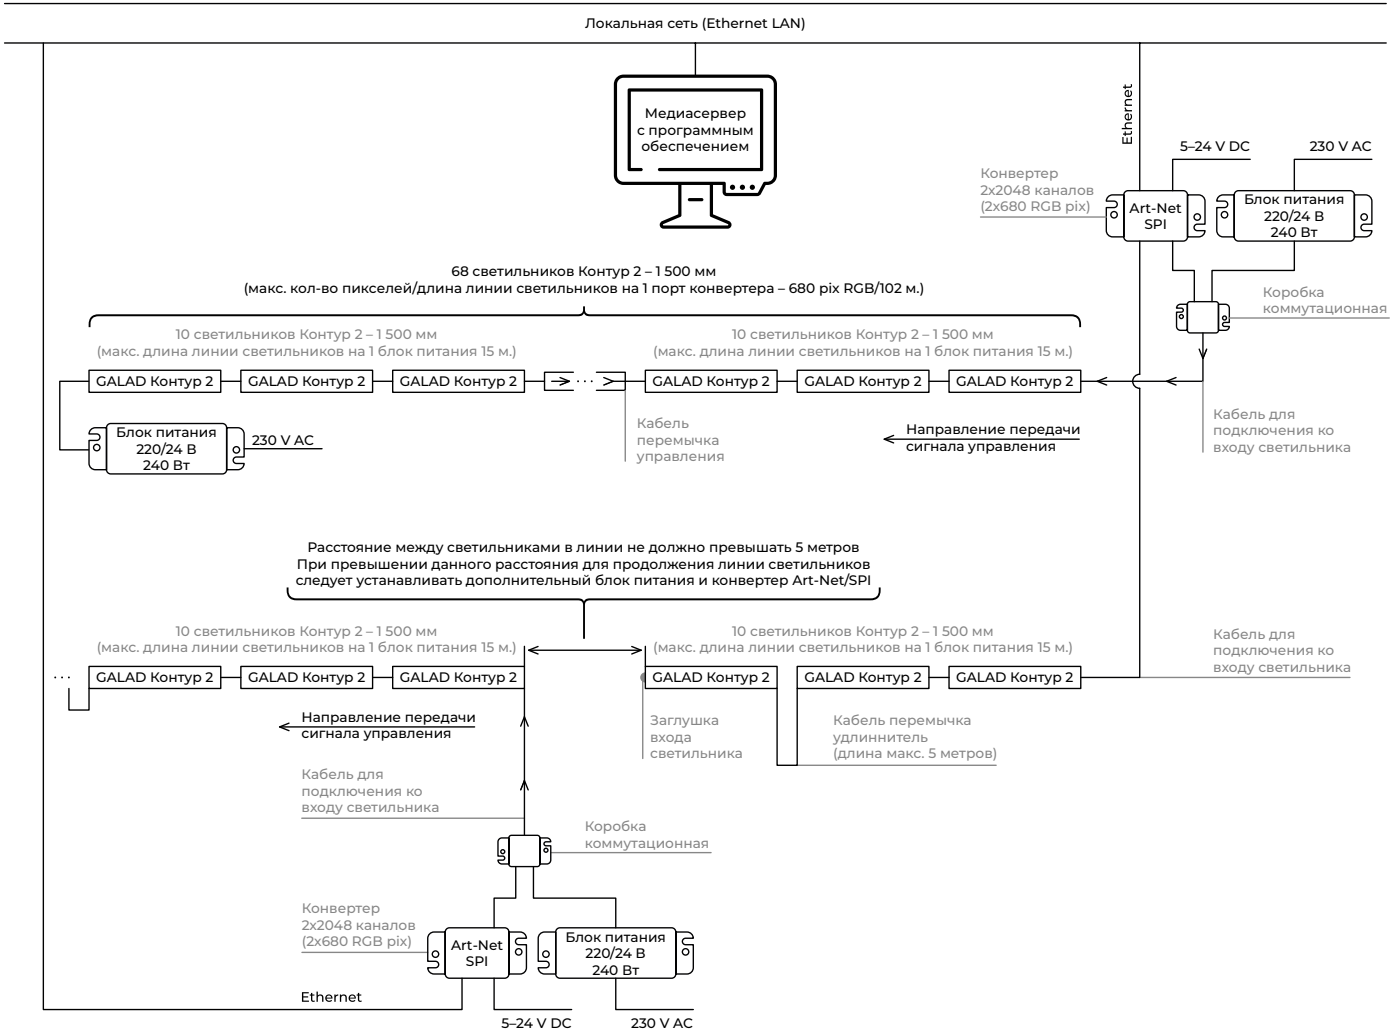 Локальная сеть (Ethernet LAN)
Медиасервер
с программным
обеспечением
Ethernet
5–24 V DC
230 V AC
Конвертер
2x2048 каналов
(2x680 RGB pix)
Art-Net
SPI
Блок питания
220/24 В
240 Вт
Коробка
коммутационная
68 светильников Контур 2 – 1 500 мм
(макс. кол-во пикселей/длина линии светильников на 1 порт конвертера – 680 pix RGB/102 м.)
10 светильников Контур 2 – 1 500 мм
(макс. длина линии светильников на 1 блок питания 15 м.)
10 светильников Контур 2 – 1 500 мм
(макс. длина линии светильников на 1 блок питания 15 м.)
GALAD Контур 2
GALAD Контур 2
GALAD Контур 2
GALAD Контур 2
GALAD Контур 2
GALAD Контур 2
Блок питания
220/24 В
240 Вт
230 V AC
Кабель
перемычка
управления
Направление передачи
сигнала управления
Кабель для
подключения ко
входу светильника
Расстояние между светильниками в линии не должно превышать 5 метров
При превышении данного расстояния для продолжения линии светильников
следует устанавливать дополнительный блок питания и конвертер Art-Net/SPI
10 светильников Контур 2 – 1 500 мм
(макс. длина линии светильников на 1 блок питания 15 м.)
10 светильников Контур 2 – 1 500 мм
(макс. длина линии светильников на 1 блок питания 15 м.)
Кабель для
подключения ко
входу светильника
GALAD Контур 2
GALAD Контур 2
GALAD Контур 2
GALAD Контур 2
GALAD Контур 2
GALAD Контур 2
Направление передачи
сигнала управления
Заглушка
входа
светильника
Кабель перемычка
удлиннитель
(длина макс. 5 метров)
Кабель для
подключения ко
входу светильника
Коробка
коммутационная
Конвертер
2x2048 каналов
(2x680 RGB pix)
Art-Net
SPI
Блок питания
220/24 В
240 Вт
Ethernet
5–24 V DC
230 V AC